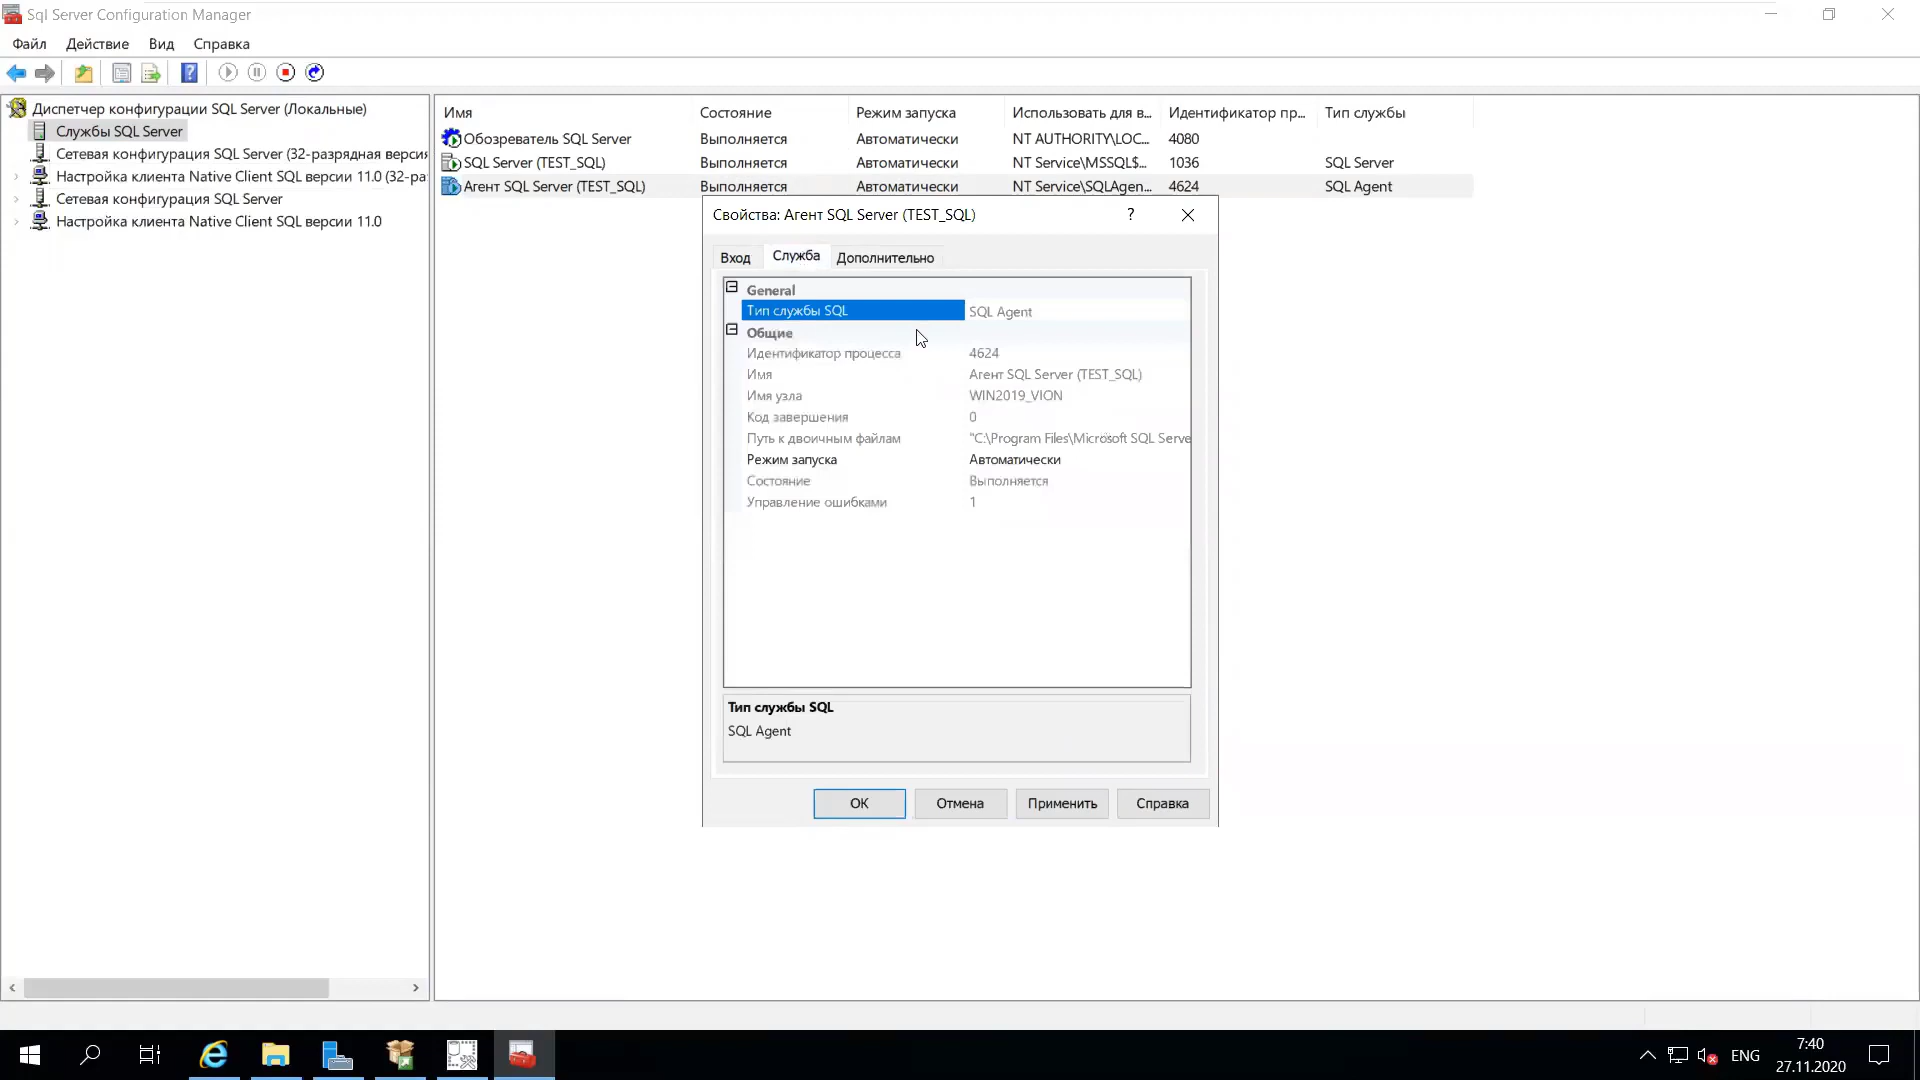 Sql Server Configuration Manager
Файл Действие Вид Справка
Диспетчер конфигурации SQL Server (Локальные)
Службы SQL Server
Сетевая конфигурация SQL Server (32-разрядная версия
Настройка клиента Native Client SQL версии 11.0 (32-ра
Сетевая конфигурация SQL Server
Настройка клиента Native Client SQL версии 11.0
Имя Состояние Режим запуска Использовать для в... Идентификатор пр... Тип службы
Обозреватель SQL Server Выполняется Автоматически NT AUTHORITY\LOC... 4080
SQL Server (TEST_SQL) Выполняется Автоматически NT Service\MSSQL$... 1036 SQL Server
Агент SQL Server (TEST_SQL) Выполняется Автоматически NT Service\SQLAgen... 4624 SQL Agent
Свойства: Агент SQL Server (TEST_SQL) ?
Вход Служба Дополнительно
General
Тип службы SQL SQL Agent
Общие
Идентификатор процесса 4624
Имя Агент SQL Server (TEST_SQL)
Имя узла WIN2019_VION
Код завершения 0
Путь к двоичным файлам "C:\Program Files\Microsoft SQL Serve
Режим запуска Автоматически
Состояние Выполняется
Управление ошибками 1
Тип службы SQL
SQL Agent
ОК Отмена Применить Справка
ENG
7:40
27.11.2020